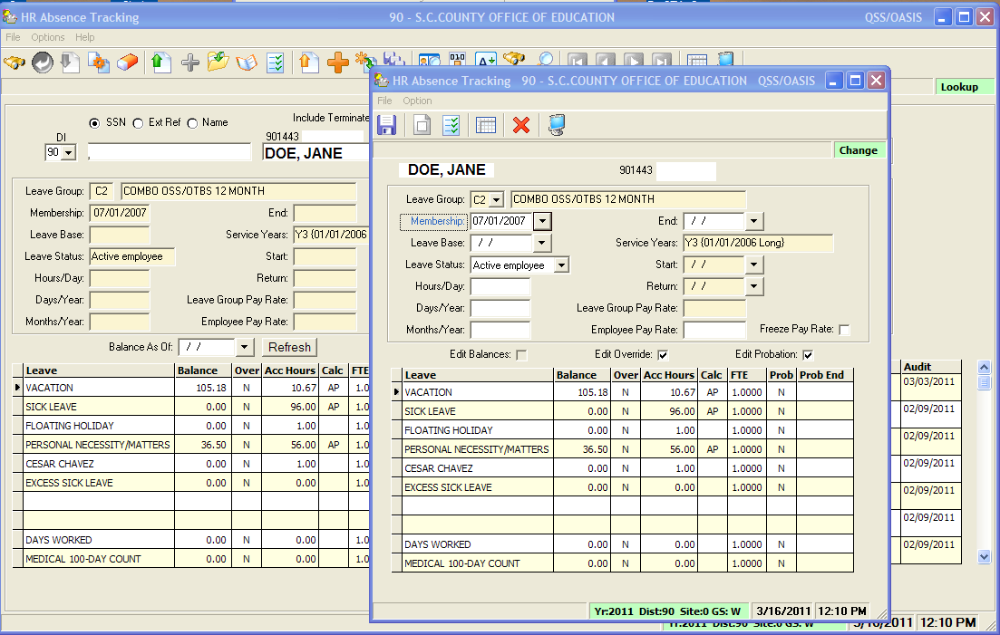 HR Absence Tracking 90 - S.C.COUNTY OFFICE OF EDUCATION QSS/OASIS
File Options Help
Lookup
SSN Ext Ref Name
Include Terminate
DI
901443
90
DOE, JANE
Leave Group: C2 COMBO OSS/OTBS 12 MONTH
Membership: 07/01/2007 End:
Leave Base: Service Years: Y3 {01/01/2006
Leave Status: Active employee Start:
Hours/Day: Return:
Days/Year: Leave Group Pay Rate:
Months/Year: Employee Pay Rate:
Balance As Of: / / Refresh
Leave Balance Over Acc Hours Calc FTE
VACATION 105.18 N 10.67 AP 1.0
SICK LEAVE 0.00 N 96.00 AP 1.0
FLOATING HOLIDAY 0.00 N 1.00 1.0
PERSONAL NECESSITY/MATTERS 36.50 N 56.00 AP 1.0
CESAR CHAVEZ 0.00 N 1.00 1.0
EXCESS SICK LEAVE 0.00 N 0.00 1.0
DAYS WORKED 0.00 N 0.00 1.0
MEDICAL 100-DAY COUNT 0.00 N 0.00 1.0
HR Absence Tracking 90 - S.C.COUNTY OFFICE OF EDUCATION QSS/OASIS
File Option
Change
DOE, JANE 901443
Leave Group: C2 COMBO OSS/OTBS 12 MONTH
Membership: 07/01/2007 End: / /
Leave Base: / / Service Years: Y3 {01/01/2006 Long}
Leave Status: Active employee Start: / /
Hours/Day: Return: / /
Days/Year: Leave Group Pay Rate:
Months/Year: Employee Pay Rate: Freeze Pay Rate:
Edit Balances: Edit Override: Edit Probation:
Leave Balance Over Acc Hours Calc FTE Prob Prob End
VACATION 105.18 N 10.67 AP 1.0000 N
SICK LEAVE 0.00 N 96.00 AP 1.0000 N
FLOATING HOLIDAY 0.00 N 1.00 1.0000 N
PERSONAL NECESSITY/MATTERS 36.50 N 56.00 AP 1.0000 N
CESAR CHAVEZ 0.00 N 1.00 1.0000 N
EXCESS SICK LEAVE 0.00 N 0.00 1.0000 N
DAYS WORKED 0.00 N 0.00 1.0000 N
MEDICAL 100-DAY COUNT 0.00 N 0.00 1.0000 N
Yr:2011 Dist:90 Site:0 GS: W 3/16/2011 12:10 PM
Audit
03/03/2011
02/09/2011
02/09/2011
02/09/2011
02/09/2011
02/09/2011
02/09/2011
Yr:2011 Dist:90 Site:0 GS: W 3/16/2011 12:10 PM